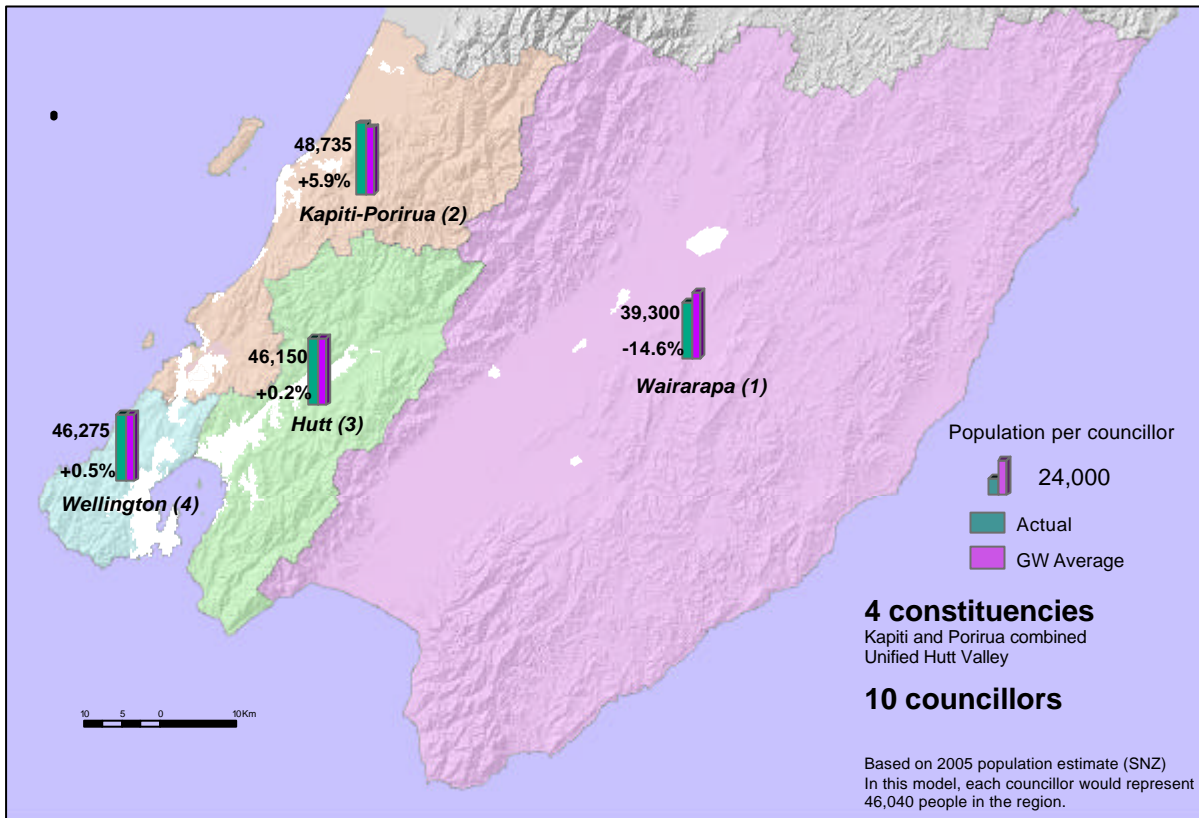 48,735
+5.9%
Kapiti-Porirua (2)
39,300
-14.6%
Wairarapa (1)
46,150
+0.2%
Hutt (3)
46,275
+0.5%
Wellington (4)
Population per councillor
24,000
Actual
GW Average
4 constituencies
Kapiti and Porirua combined
Unified Hutt Valley
10 councillors
10 5 0 10Km
Based on 2005 population estimate (SNZ)
In this model, each councillor would represent
46,040 people in the region.